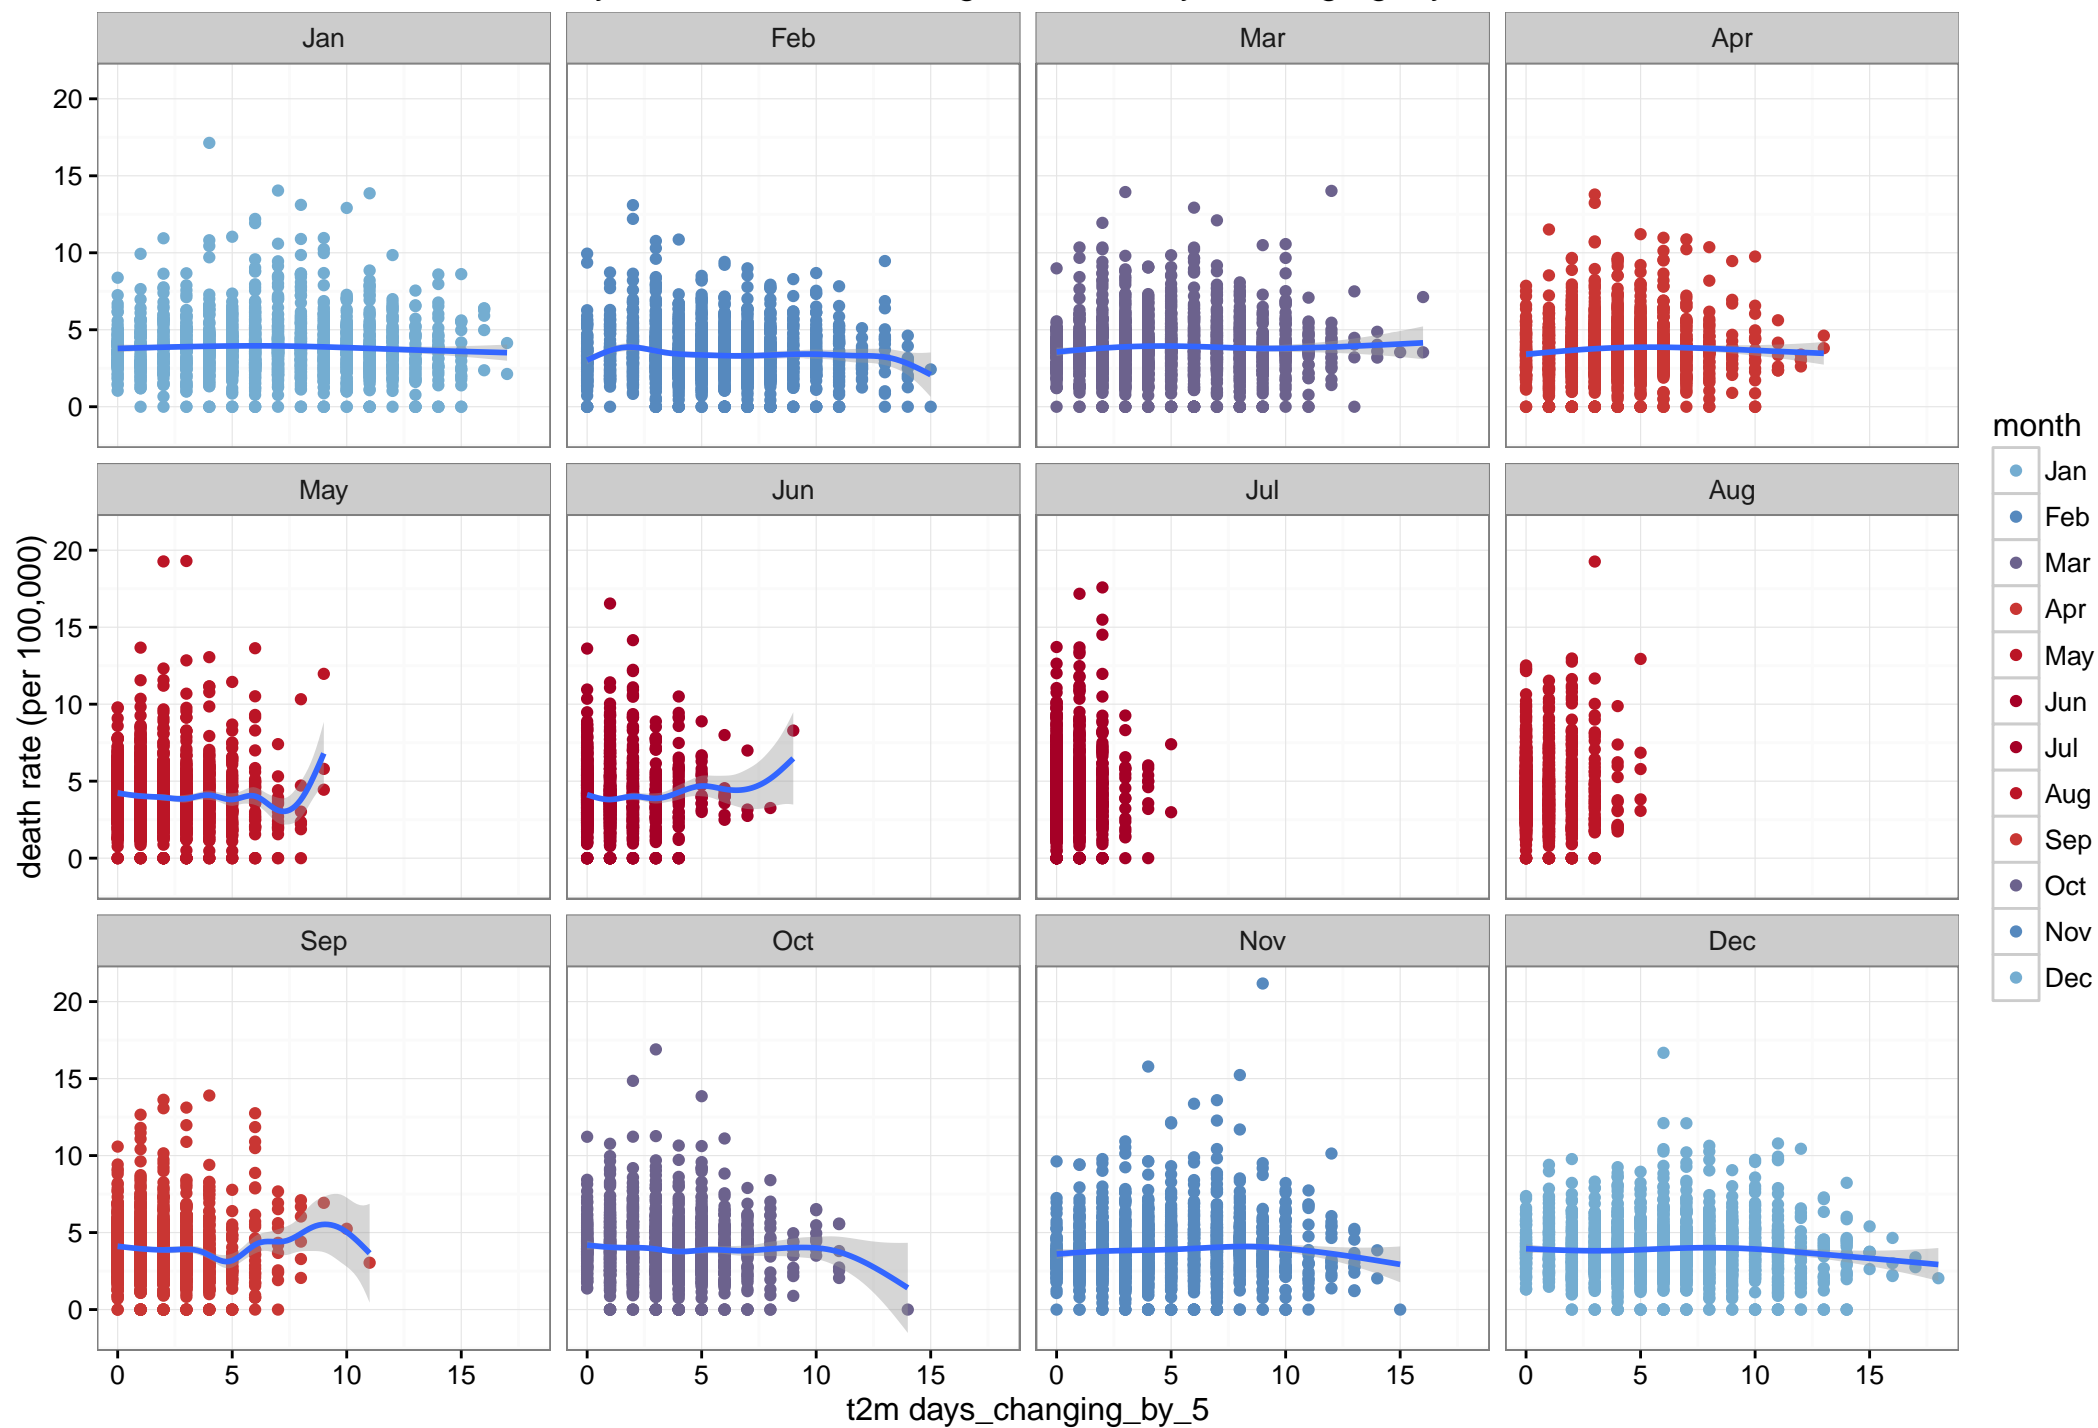 Jan Feb Mar Apr
20
15
10
5
0
May Jun Jul Aug
20
15
10
5
0
Sep Oct Nov Dec
20
15
10
5
0
0 5 10 15 0 5 10 15 0 5 10 15 0 5 10 15
t2m days_changing_by_5
death rate (per 100,000)
month
Jan
Feb
Mar
Apr
May
Jun
Jul
Aug
Sep
Oct
Nov
Dec